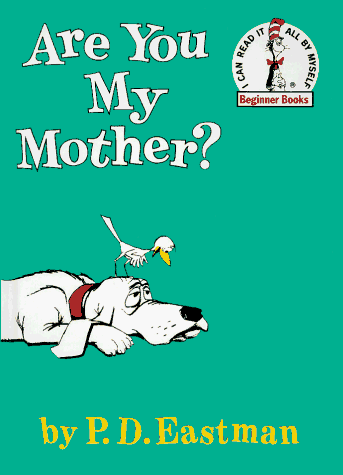 Are You
My
Mother?
I CAN READ IT ALL BY MYSELF
Beginner Books
®
by P. D. Eastman